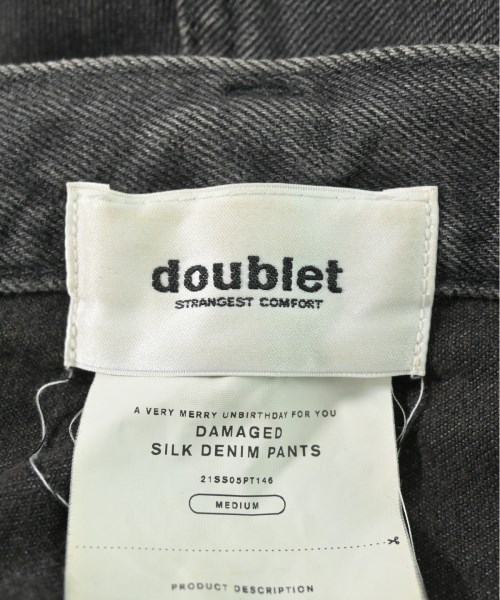 doublet
STRANGEST COMFORT
A VERY MERRY UNBIRTHDAY FOR YOU
DAMAGED
SILK DENIM PANTS
21SS05PT146
MEDIUM
PRODUCT DESCRIPTION